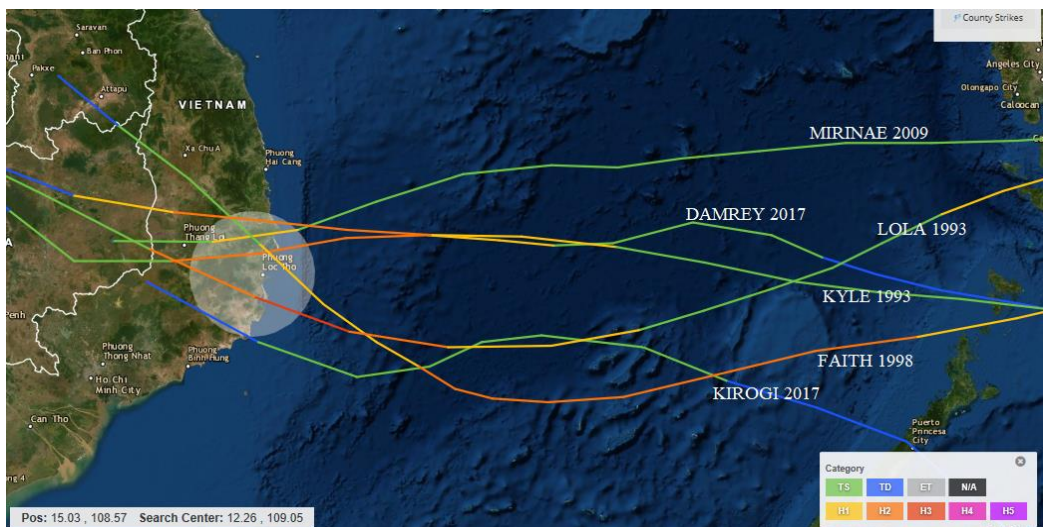 County Strikes
Saravan
Ban Phon
Pakxe
Attapu
Angeles City
Olongapo City
Caloocan
VIETNAM
Xa Chu A
Phuong
Hai Cang
MIRINAE 2009
DAMREY 2017
LOLA 1993
Phuong
Thang Loi
Phuong
Loc Tho
KYLE 1993
Penh
Phuong
Thong Nhat
Phuong
Binh Hung
FAITH 1998
Ho Chi
Minh City
KIROGI 2017
Can Tho
Puerto
Princesa
City
Category
TS TD ET N/A
H1 H2 H3 H4 H5
Pos: 15.03 , 108.57 Search Center: 12.26 , 109.05